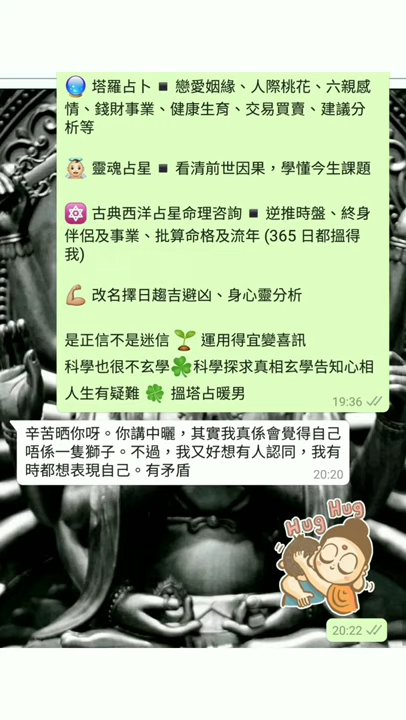 🔮 塔羅占卜 ◾ 戀愛姻緣、人際桃花、六親感
情、錢財事業、健康生育、交易買賣、建議分
析等
👼 靈魂占星 ◾ 看清前世因果，學懂今生課題
🔯 古典西洋占星命理咨詢 ◾ 逆推時盤、終身
伴侶及事業、批算命格及流年 (365 日都搵得
我)
💪 改名擇日趨吉避凶、身心靈分析
是正信不是迷信 🌱 運用得宜變喜訊
科學也很不玄學🍀科學探求真相玄學告知心相
人生有疑難 🍀 搵塔占暖男
19:36
辛苦晒你呀。你講中曬，其實我真係會覺得自己
唔係一隻獅子。不過，我又好想有人認同，我有
時都想表現自己。有矛盾
20:20
Hug Hug
20:22